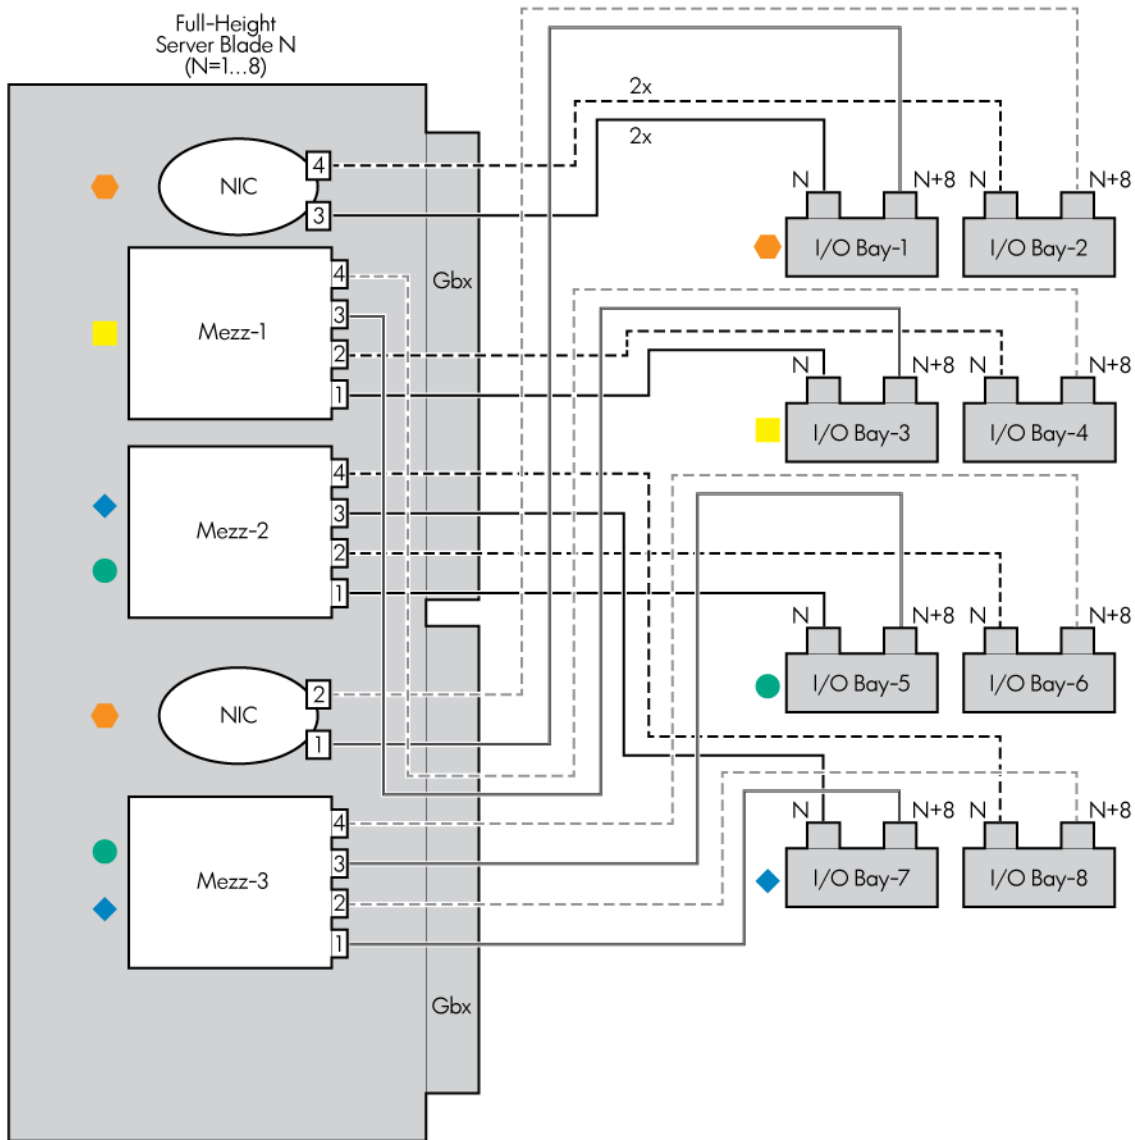 Full-Height
Server Blade N
(N=1...8)
2x
2x
NIC
4
3
N
N+8
N
N+8
I/O Bay-1
I/O Bay-2
Gbx
Mezz-1
4
3
2
1
N
N+8
N
N+8
I/O Bay-3
I/O Bay-4
Mezz-2
4
3
2
1
N
N+8
N
N+8
I/O Bay-5
I/O Bay-6
NIC
2
1
N
N+8
N
N+8
I/O Bay-7
I/O Bay-8
Mezz-3
4
3
2
1
Gbx